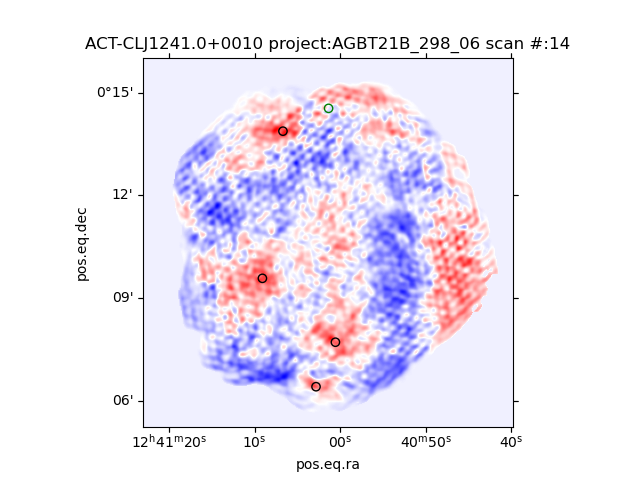 ACT-CLJ1241.0+0010 project:AGBT21B_298_06 scan #:14
0°15'
12'
09'
06'
pos.eq.dec
12ʰ41ᵐ20ˢ 10ˢ 00ˢ 40ᵐ50ˢ 40ˢ
pos.eq.ra